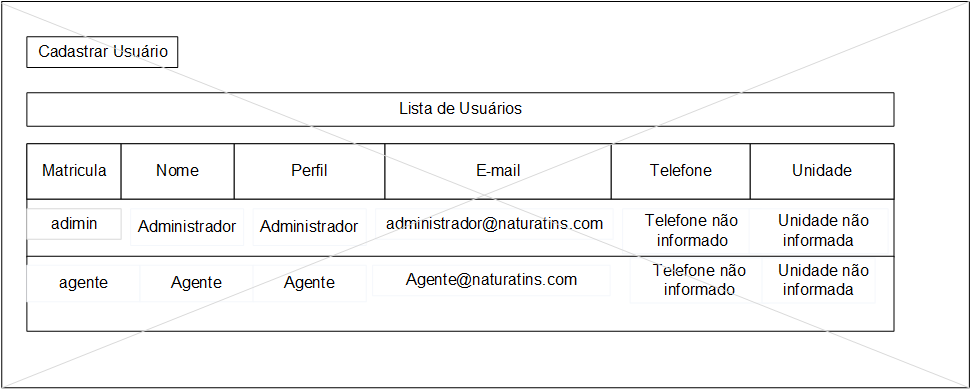 Cadastrar Usuário
Lista de Usuários
Matricula Nome Perfil E-mail Telefone Unidade
adimin Administrador Administrador administrador@naturatins.com Telefone não informado Unidade não informada
agente Agente Agente Agente@naturatins.com Telefone não informado Unidade não informada